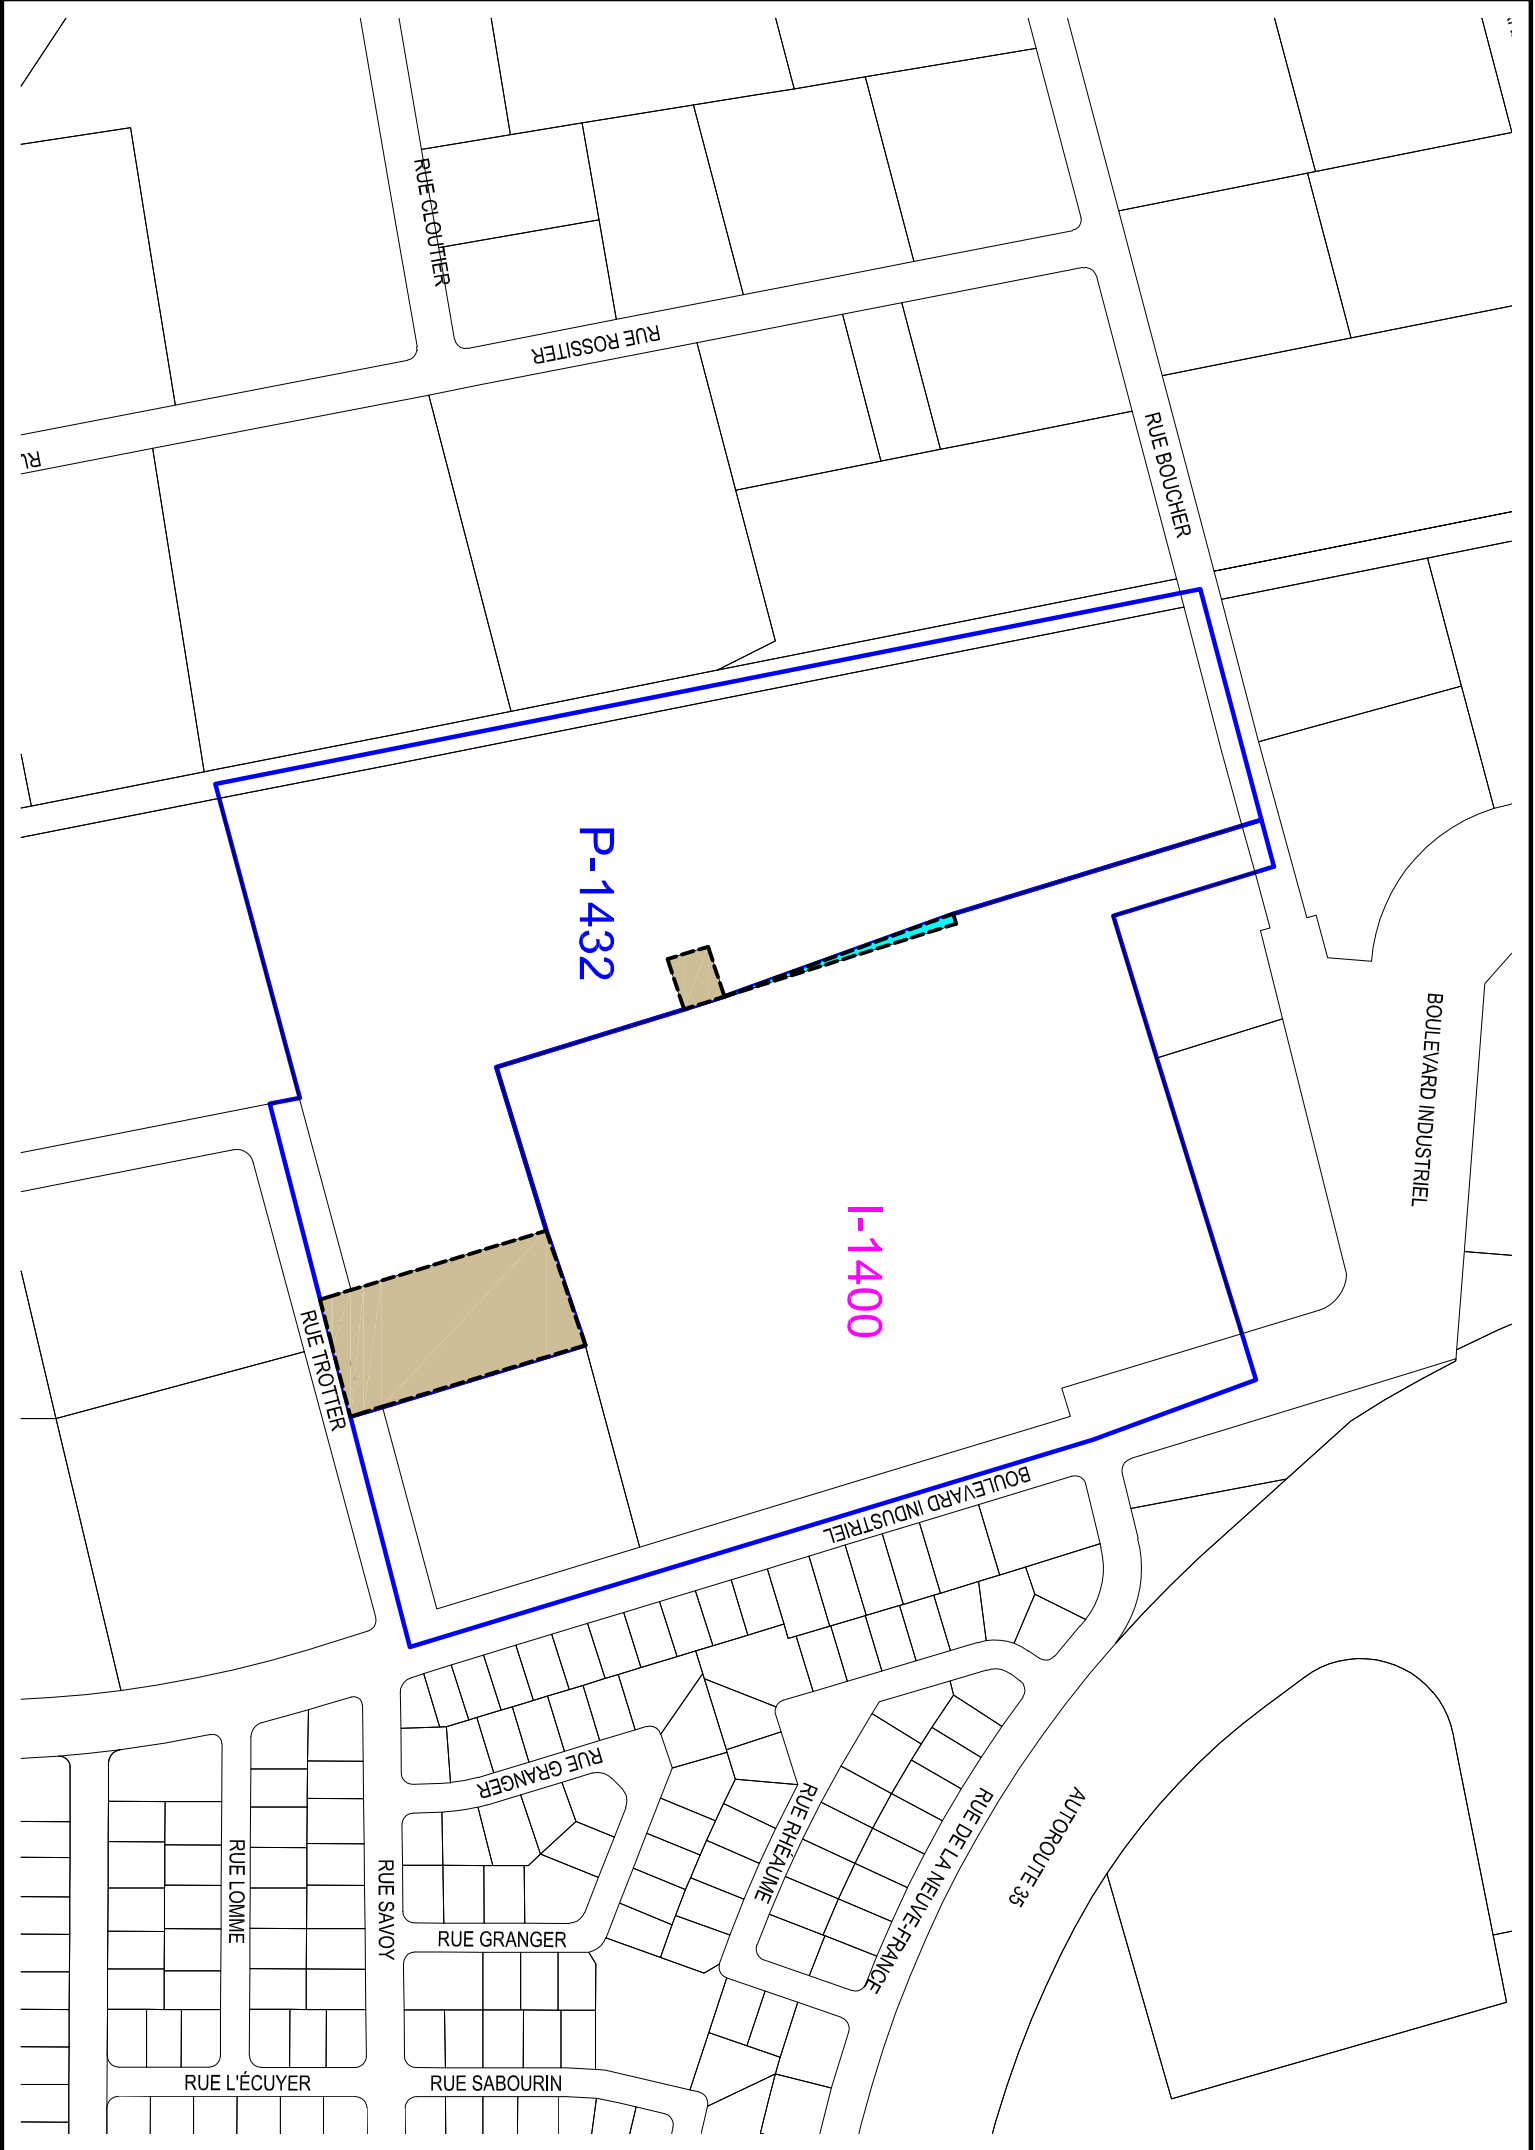 RUE CLOUTIER
RUE ROSSITER
RU
RUE BOUCHER
P-1432
BOULEVARD INDUSTRIEL
I-1400
RUE TROTTER
BOULEVARD INDUSTRIEL
RUE GRANGER
RUE RHÉAUME
RUE DE LA NEUVE-FRANCE
AUTOROUTE 35
RUE LOMME
RUE SAVOY
RUE GRANGER
RUE L'ÉCUYER
RUE SABOURIN